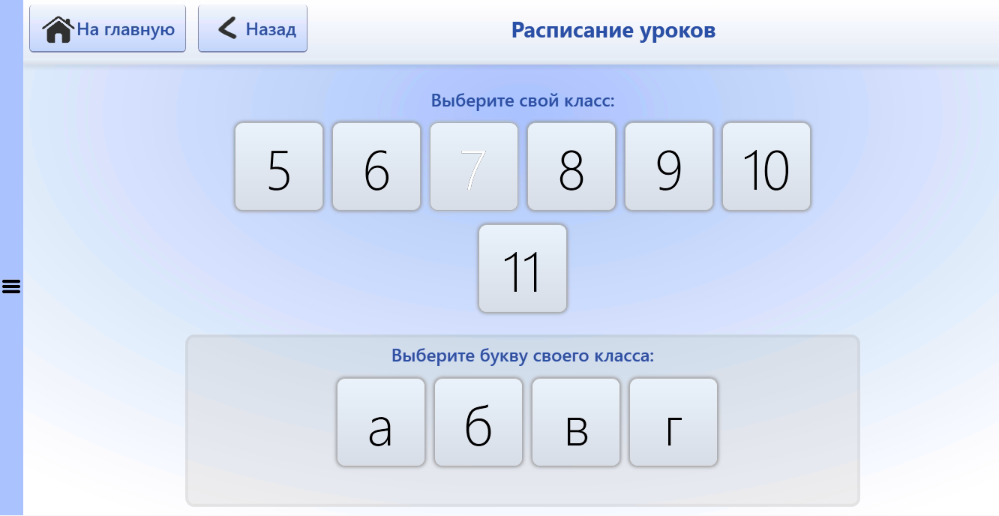 На главную Назад Расписание уроков
Выберите свой класс:
5 6 7 8 9 10
11
Выберите букву своего класса:
а б в г